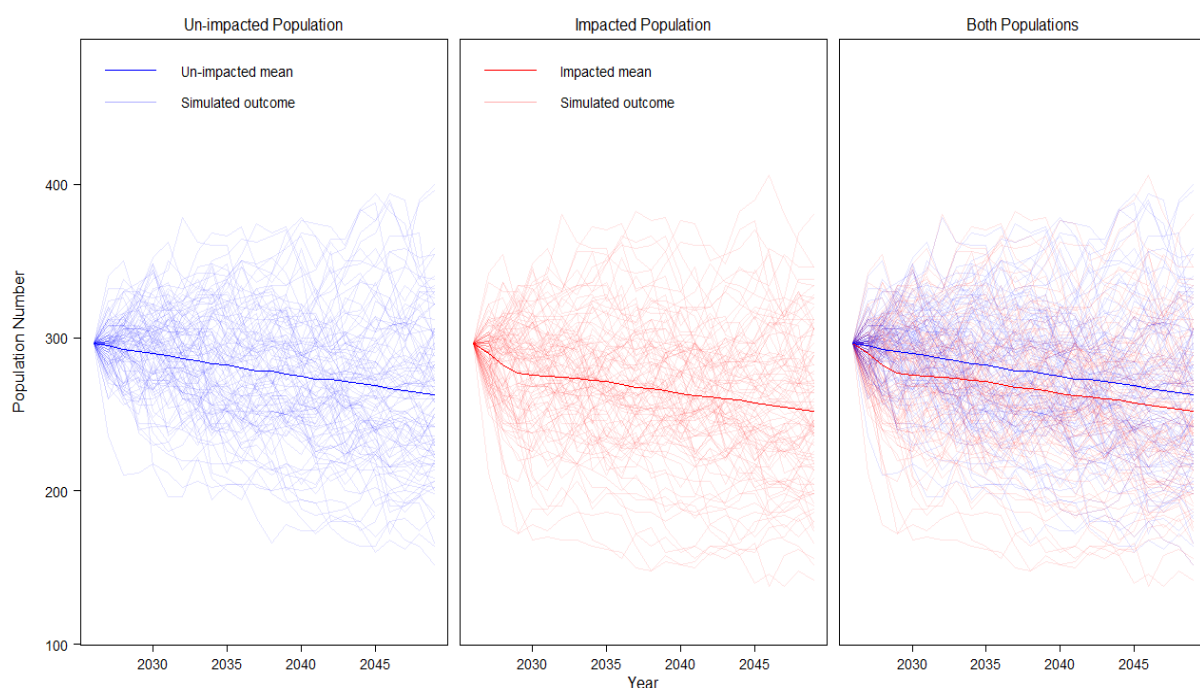 Un-impacted Population
Impacted Population
Both Populations
Un-impacted mean
Simulated outcome
Impacted mean
Simulated outcome
Population Number
400
300
200
100
2030 2035 2040 2045
2030 2035 2040 2045
2030 2035 2040 2045
Year